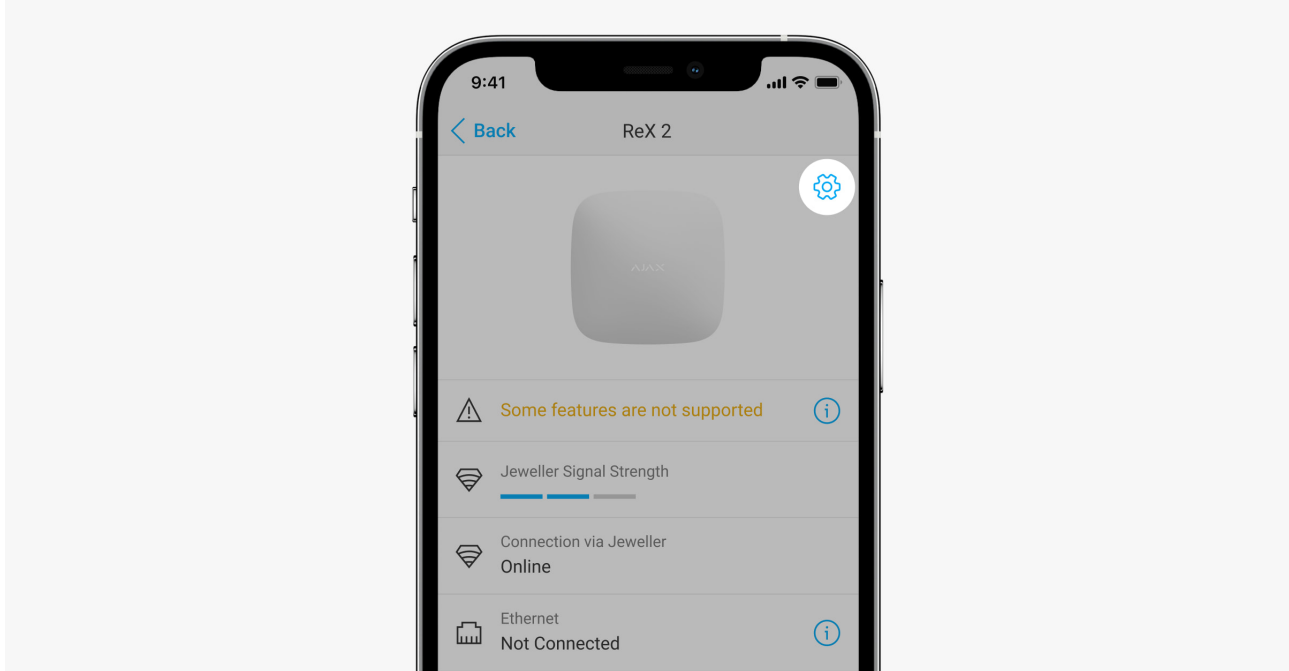 9:41
Back
ReX 2
AJAX
Some features are not supported
Jeweller Signal Strength
Connection via Jeweller
Online
Ethernet
Not Connected